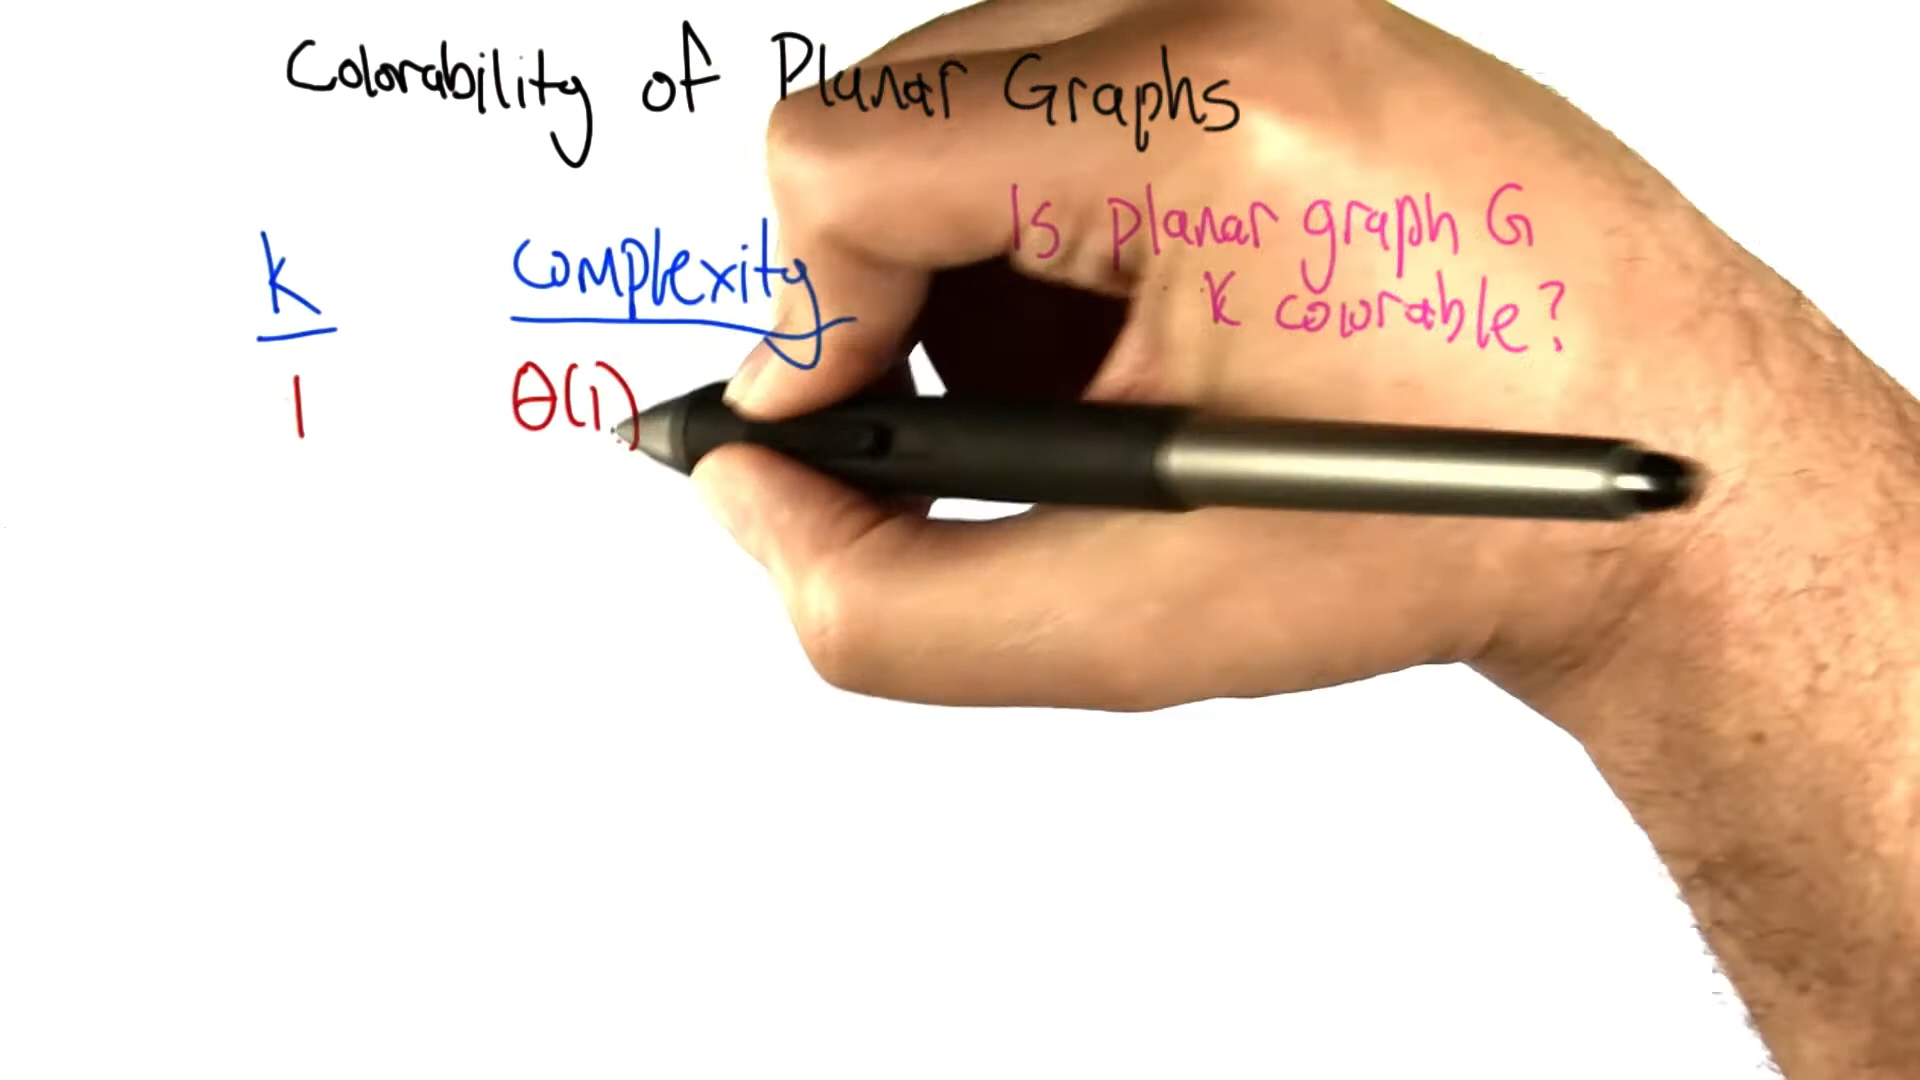 Colorability of Planar Graphs
Is planar graph G
k colorable?
k complexity
1 θ(1)